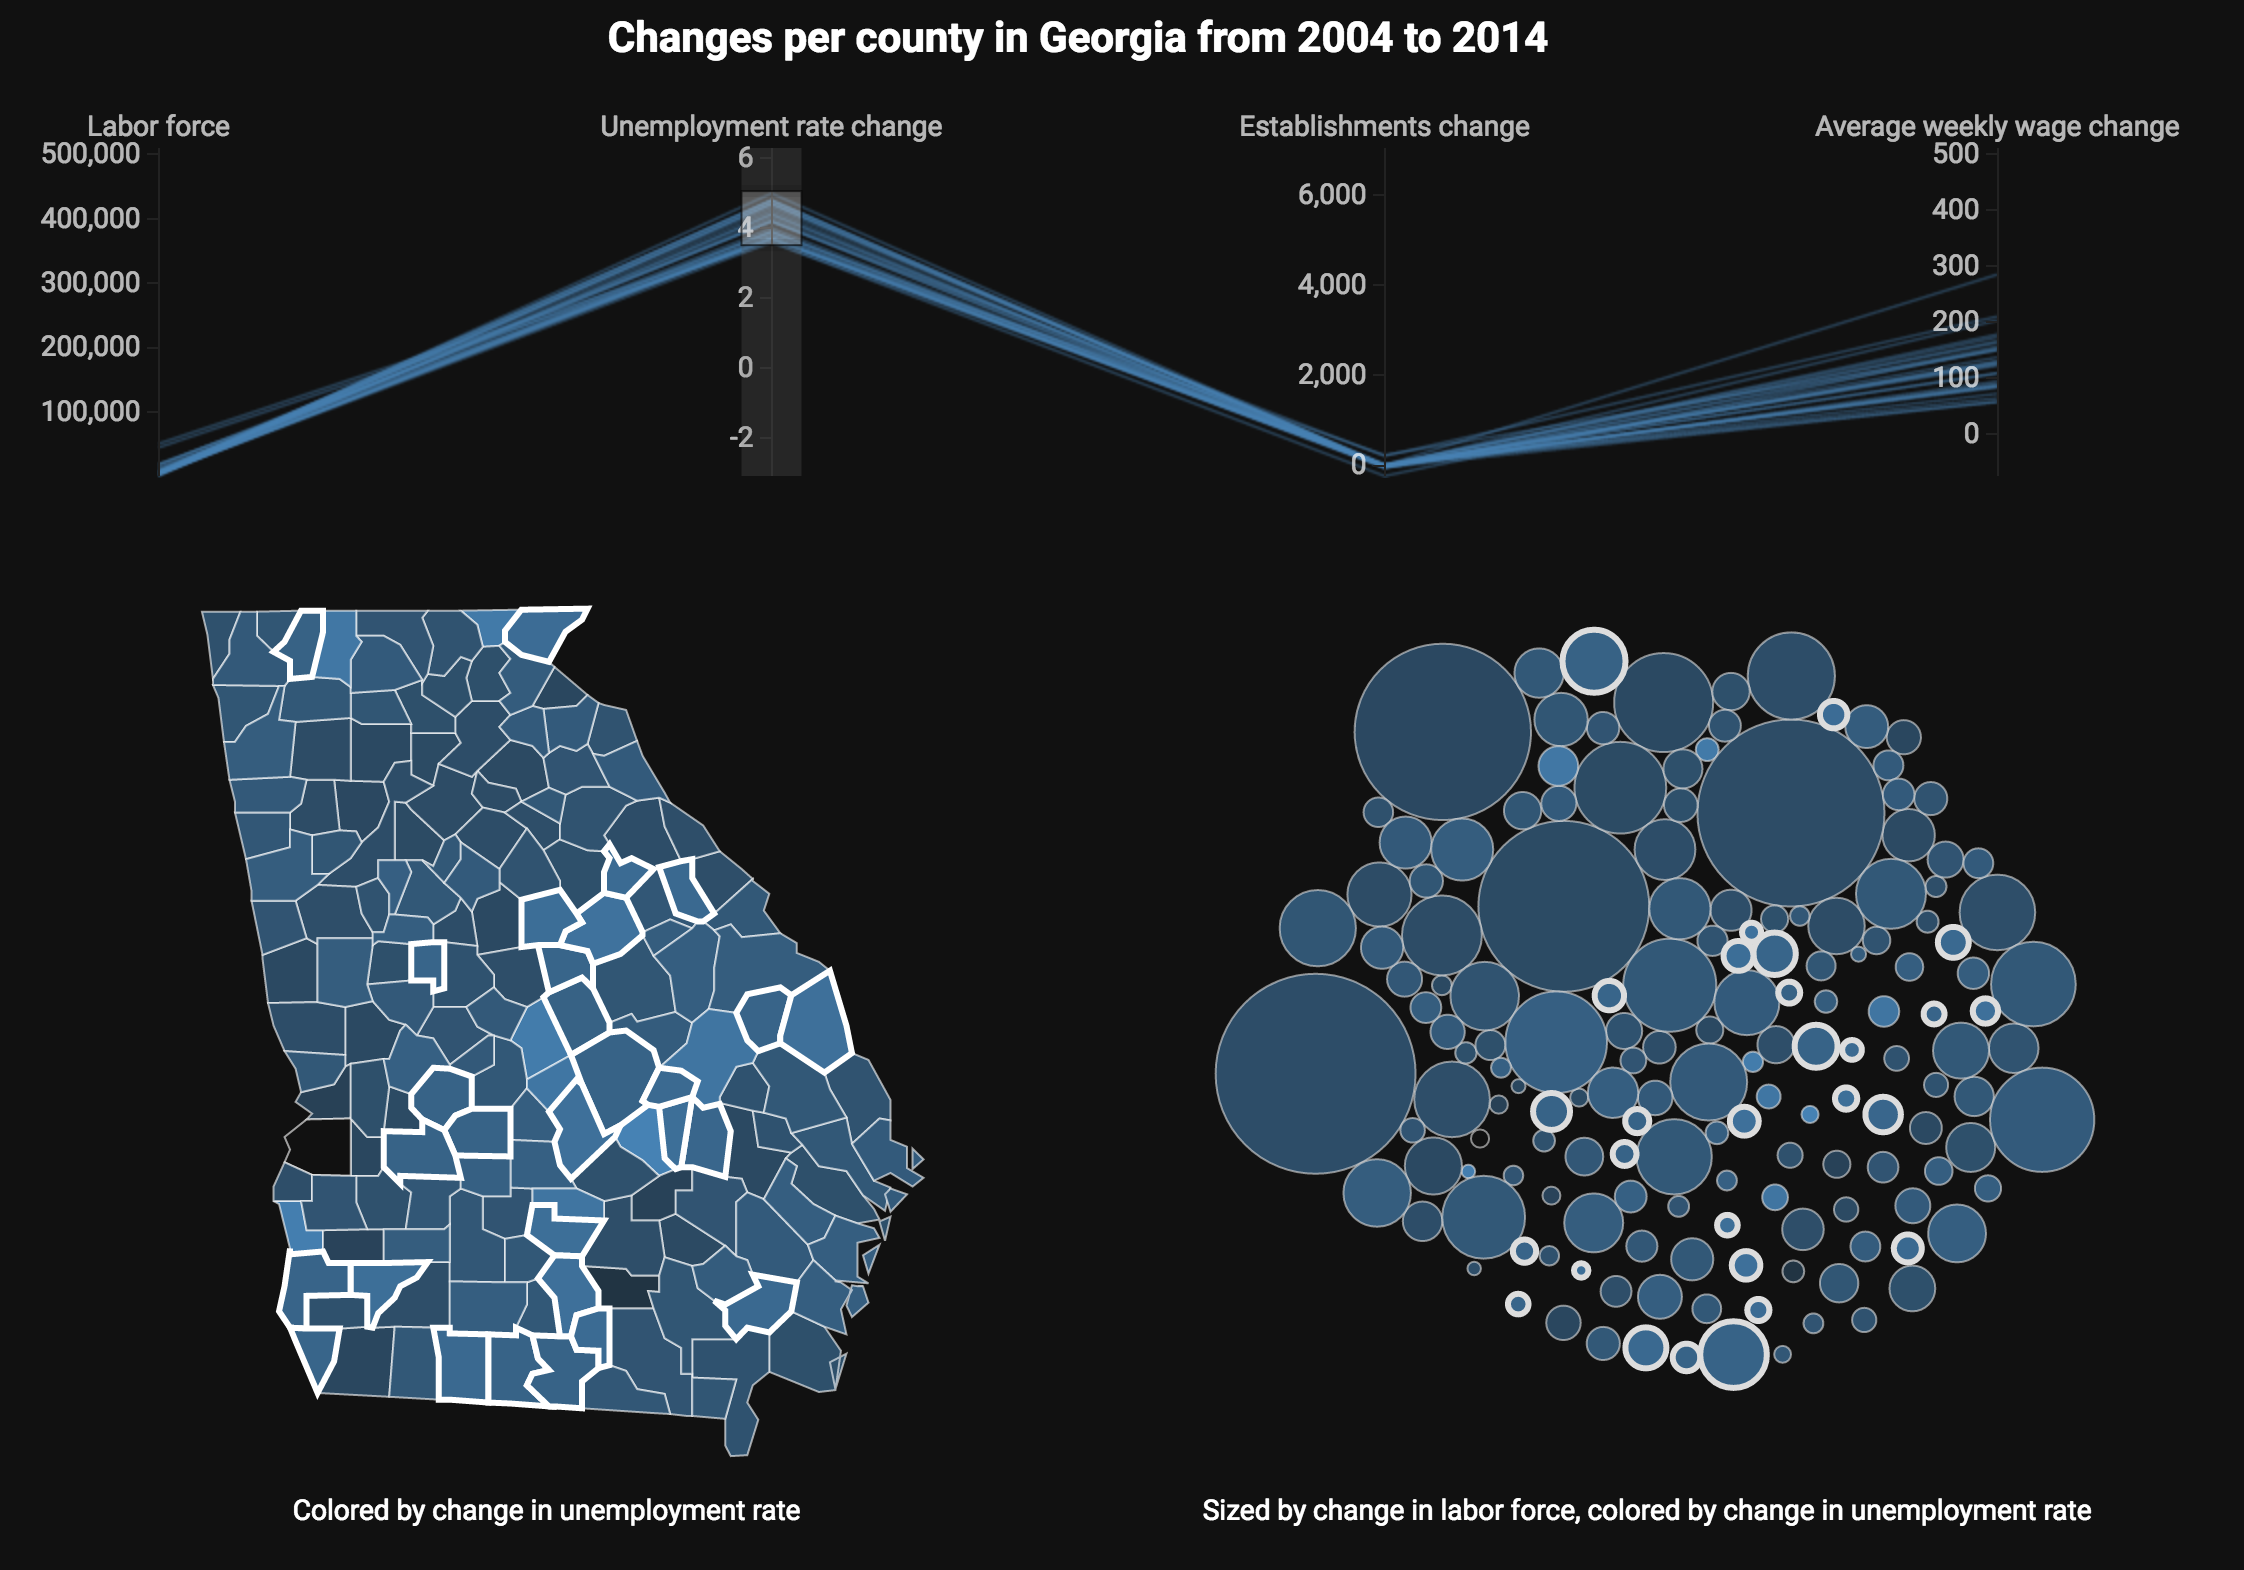 Changes per county in Georgia from 2004 to 2014
Labor force
Unemployment rate change
Establishments change
Average weekly wage change
500,000
400,000
300,000
200,000
100,000
6
4
2
0
-2
6,000
4,000
2,000
0
500
400
300
200
100
0
Colored by change in unemployment rate
Sized by change in labor force, colored by change in unemployment rate